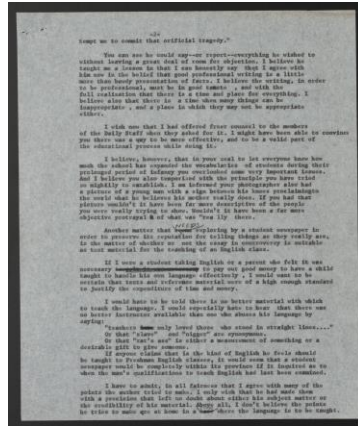 -2-
tempt me to commit that artificial tragedy."
You can see he could say--or report--everything he wished to
without leaving a great deal of room for objection. I believe he
taught me a lesson in that I can honestly say that I agree with
him now in the belief that good professional writing is a little
more than bawdy presentation of facts. I believe the writing, in order
to be professional, must be in good taste , and with the
full realization that there is a time and place for everything. I
believe also that there is a time when many things can be
inappropriate , and a place in which they may not be appropriate
either.
I wish now that I had offered front counsel to the members
of the Daily Staff when they asked for it. I might have been able to convince
you there was a way to be more effective, and to be a valid part of
the educational process while doing it.
I believe, however, that in your zeal to let everyone know how
much the school has expanded the vocabularies of students during their
prolonged period of infancy you overlooked some very important issues.
And I believe you also temporized with the principle you have tried
so mightily to establish. I am informed your photographer also had
a picture of a young man with a sign between his knees proclaiming
the world what he believes his mother really does. If you had that
picture wouldn't it have been far more descriptive of the people
you were really trying to show. Wouldn't it have been a far more
objective portrayal of what was really there.
Another matter that exploring by a student newspaper in
order to preserve its reputation for telling things as they really are,
is the matter of whether or not the essay in controversy is suitable
as text material for the teaching of an English class.
If I were a student taking English or a parent who felt it was
necessary to pay out good money to have a child
taught to handle his own language effectively , I would want to be
certain that texts and reference material were of a high enough standard
to justify the expenditure of time and money.
I would hate to be told there is no better material with which
to teach the language. I would especially hate to hear that there was
no better instructor available than one who shows his language by
saying:
"teachers only loved those who stood in straight lines....."
Or that "slave" and "nigger" are synonymous.
Or that "rat's ass" is either a measurement of something or a
desirable gift to give someone.
If anyone claims that is the kind of English he feels should
be taught to Freshman English classes, it would seem that a student
newspaper would be completely within its province if it inquired as to
when the man's qualifications to teach English had last been examined.
I have to admit, in all fairness that I agree with many of the
points the author tried to make. I only wish that he had made them
with a precision that left no doubt about either his subject matter or
the credibility of his material. above all, I don't believe the points
he tried to make are at home in a where the language is to be taught.